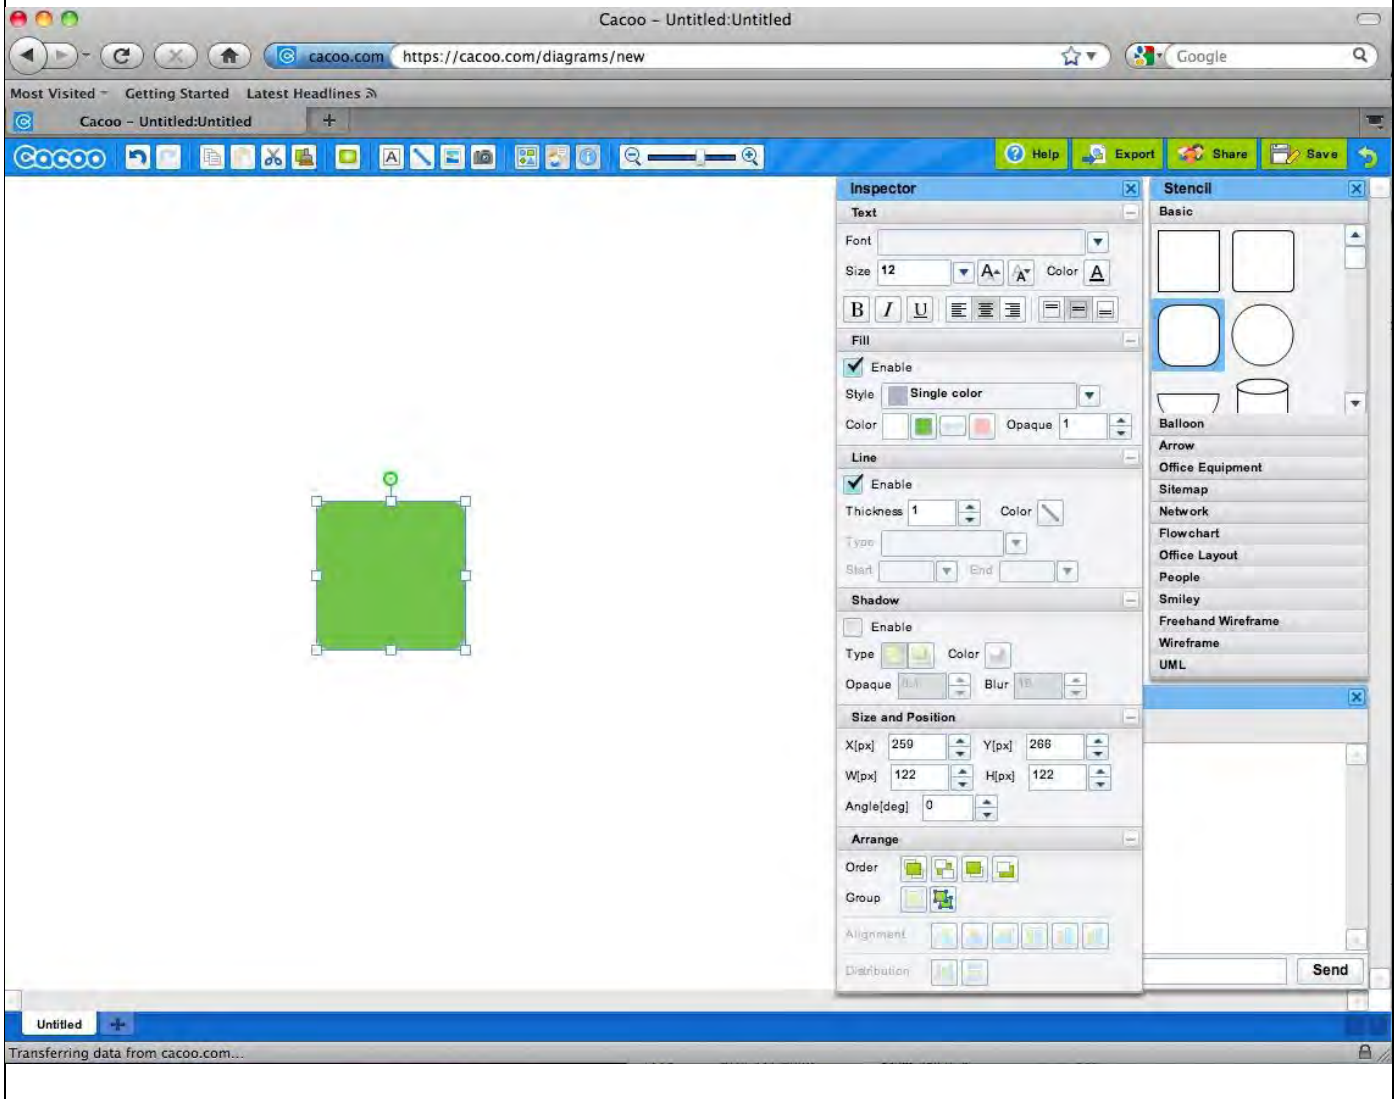 Cacoo – Untitled:Untitled
cacoo.com https://cacoo.com/diagrams/new Google
Most Visited Getting Started Latest Headlines
Cacoo – Untitled:Untitled +
Cacoo A Help Export Share Save
Inspector
Text
Font
Size 12 A A Color A
B I U
Fill
Enable
Style Single color
Color Opaque 1
Line
Enable
Thickness 1 Color
Type
Start End
Shadow
Enable
Type Color
Opaque Blur
Size and Position
X[px] 259 Y[px] 266
W[px] 122 H[px] 122
Angle[deg] 0
Arrange
Order
Group
Alignment
Distribution
Stencil
Basic
Balloon
Arrow
Office Equipment
Sitemap
Network
Flowchart
Office Layout
People
Smiley
Freehand Wireframe
Wireframe
UML
Send
Untitled
Transferring data from cacoo.com...